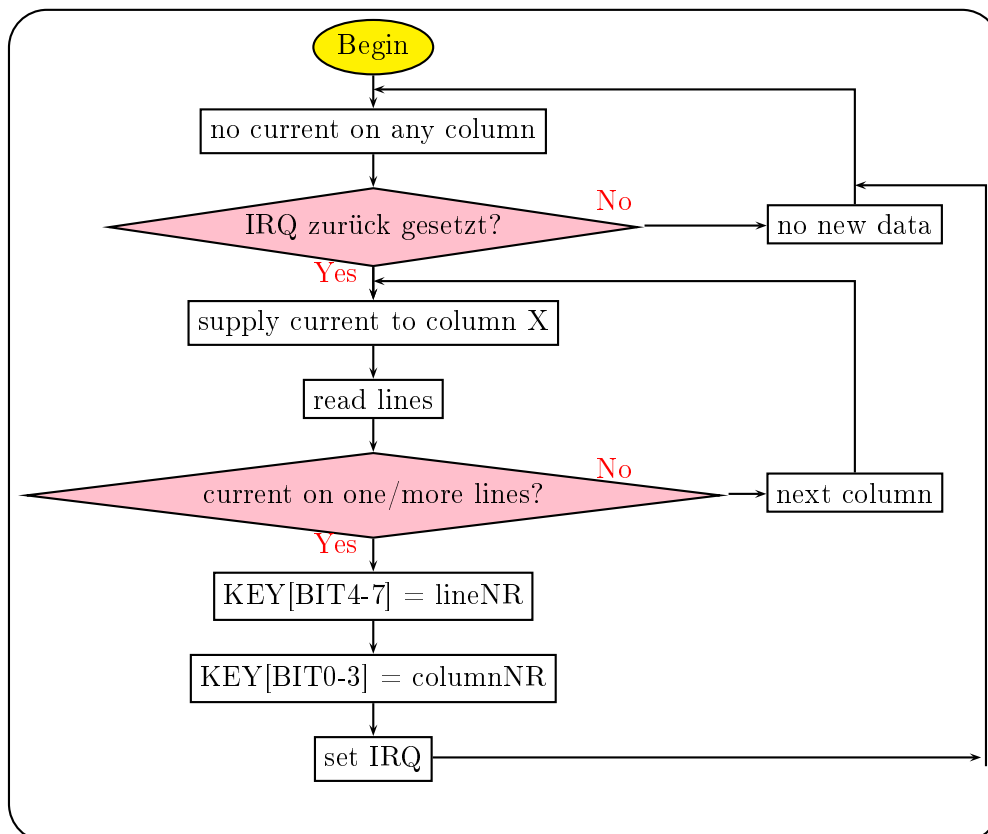 Begin
no current on any column
IRQ zurück gesetzt?
No
no new data
Yes
supply current to column X
read lines
current on one/more lines?
No
next column
Yes
KEY[BIT4-7] = lineNR
KEY[BIT0-3] = columnNR
set IRQ